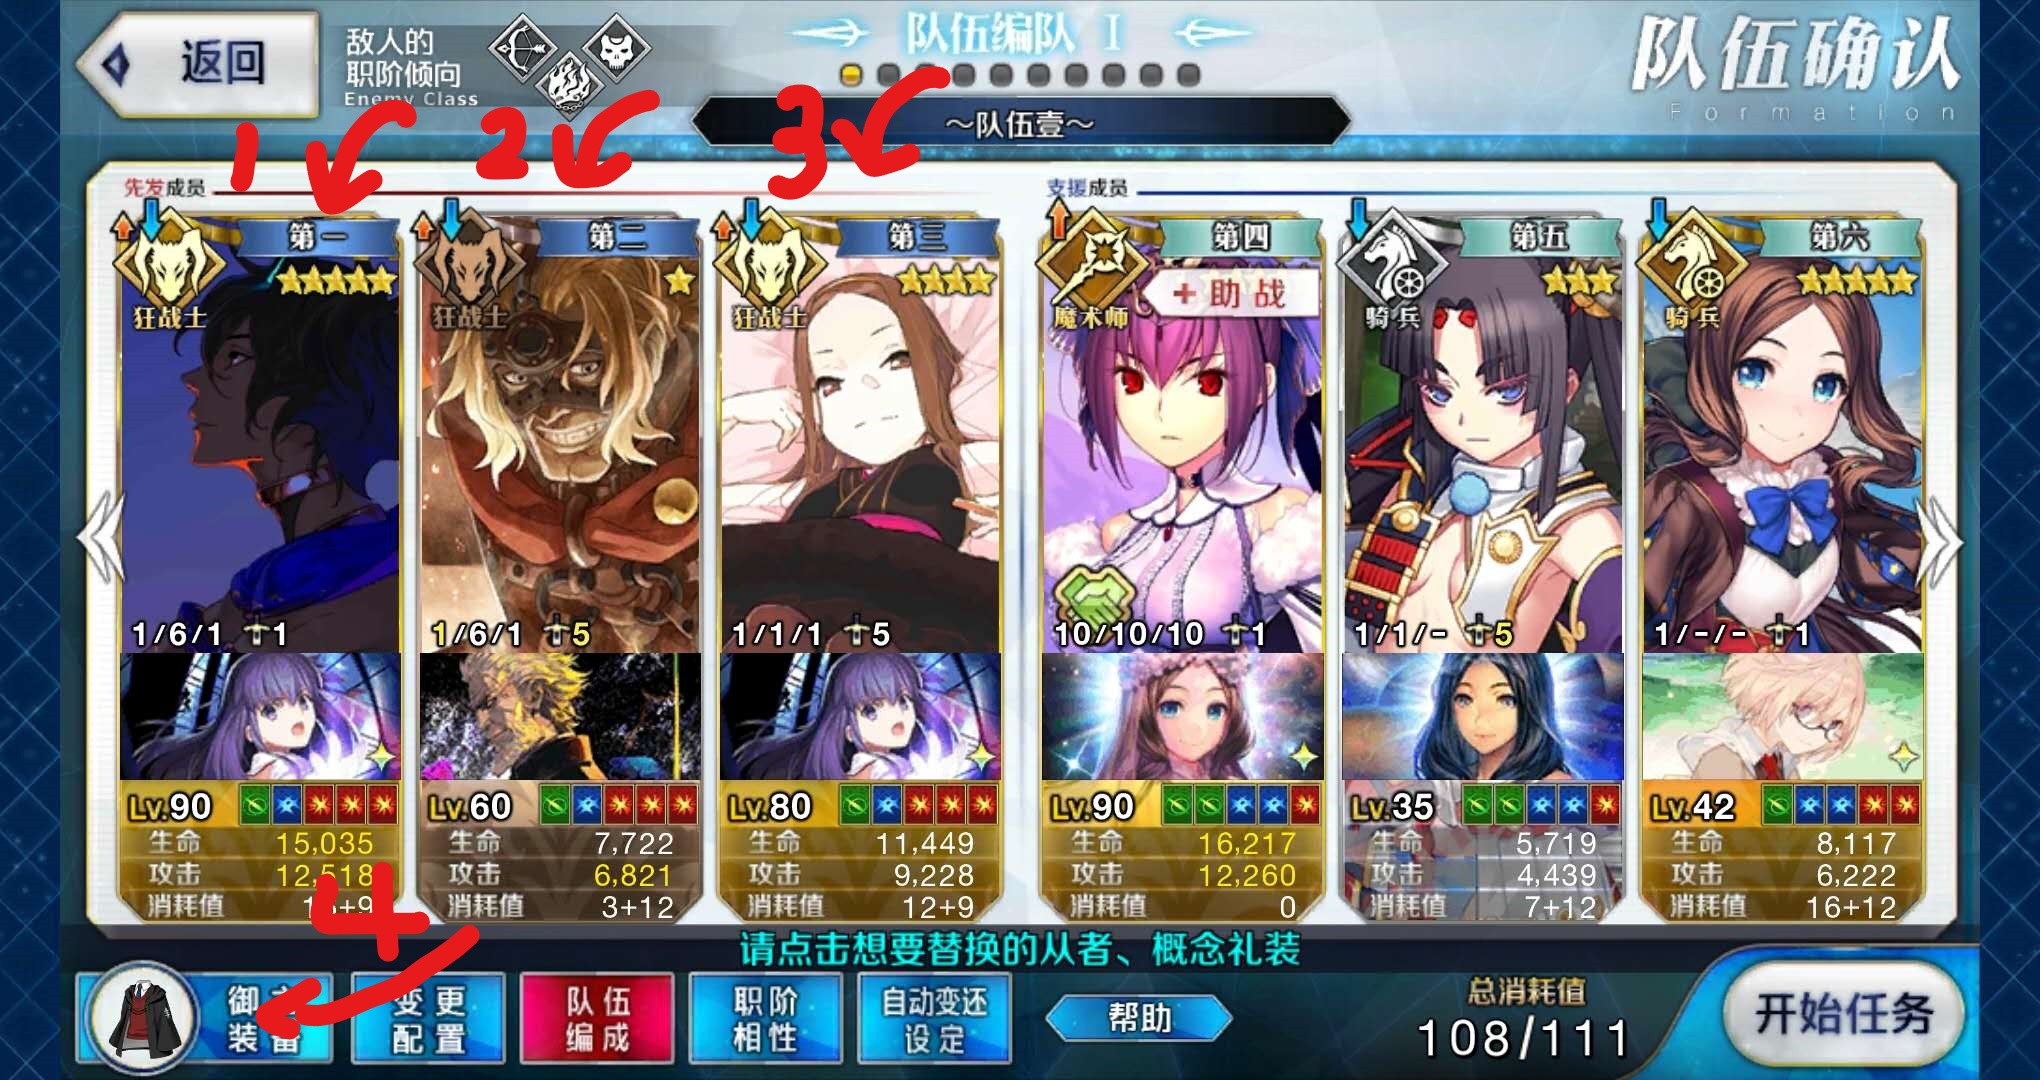 返回
敌人的
职阶倾向
Enemy Class
队伍编队 I
～队伍壹～
队伍确认
Formation
1
2
3
先发成员
支援成员
第一
狂战士
1/6/1 1
Lv.90
生命 15,035
攻击 12,518
消耗值
第二
狂战士
1/6/1 5
Lv.60
生命 7,722
攻击 6,821
消耗值 3+12
第三
狂战士
1/1/1 5
Lv.80
生命 11,449
攻击 9,228
消耗值 12+9
第四
+助战
魔术师
10/10/10 1
Lv.90
生命 16,217
攻击 12,260
消耗值 0
第五
骑兵
1/1/- 5
Lv.35
生命 5,719
攻击 4,439
消耗值 7+12
第六
骑兵
1/-/- 1
Lv.42
生命 8,117
攻击 6,222
消耗值 16+12
4
请点击想要替换的从者、概念礼装
御
装备
变更
配置
队伍
编成
职阶
相性
自动变还
设定
帮助
总消耗值
108/111
开始任务